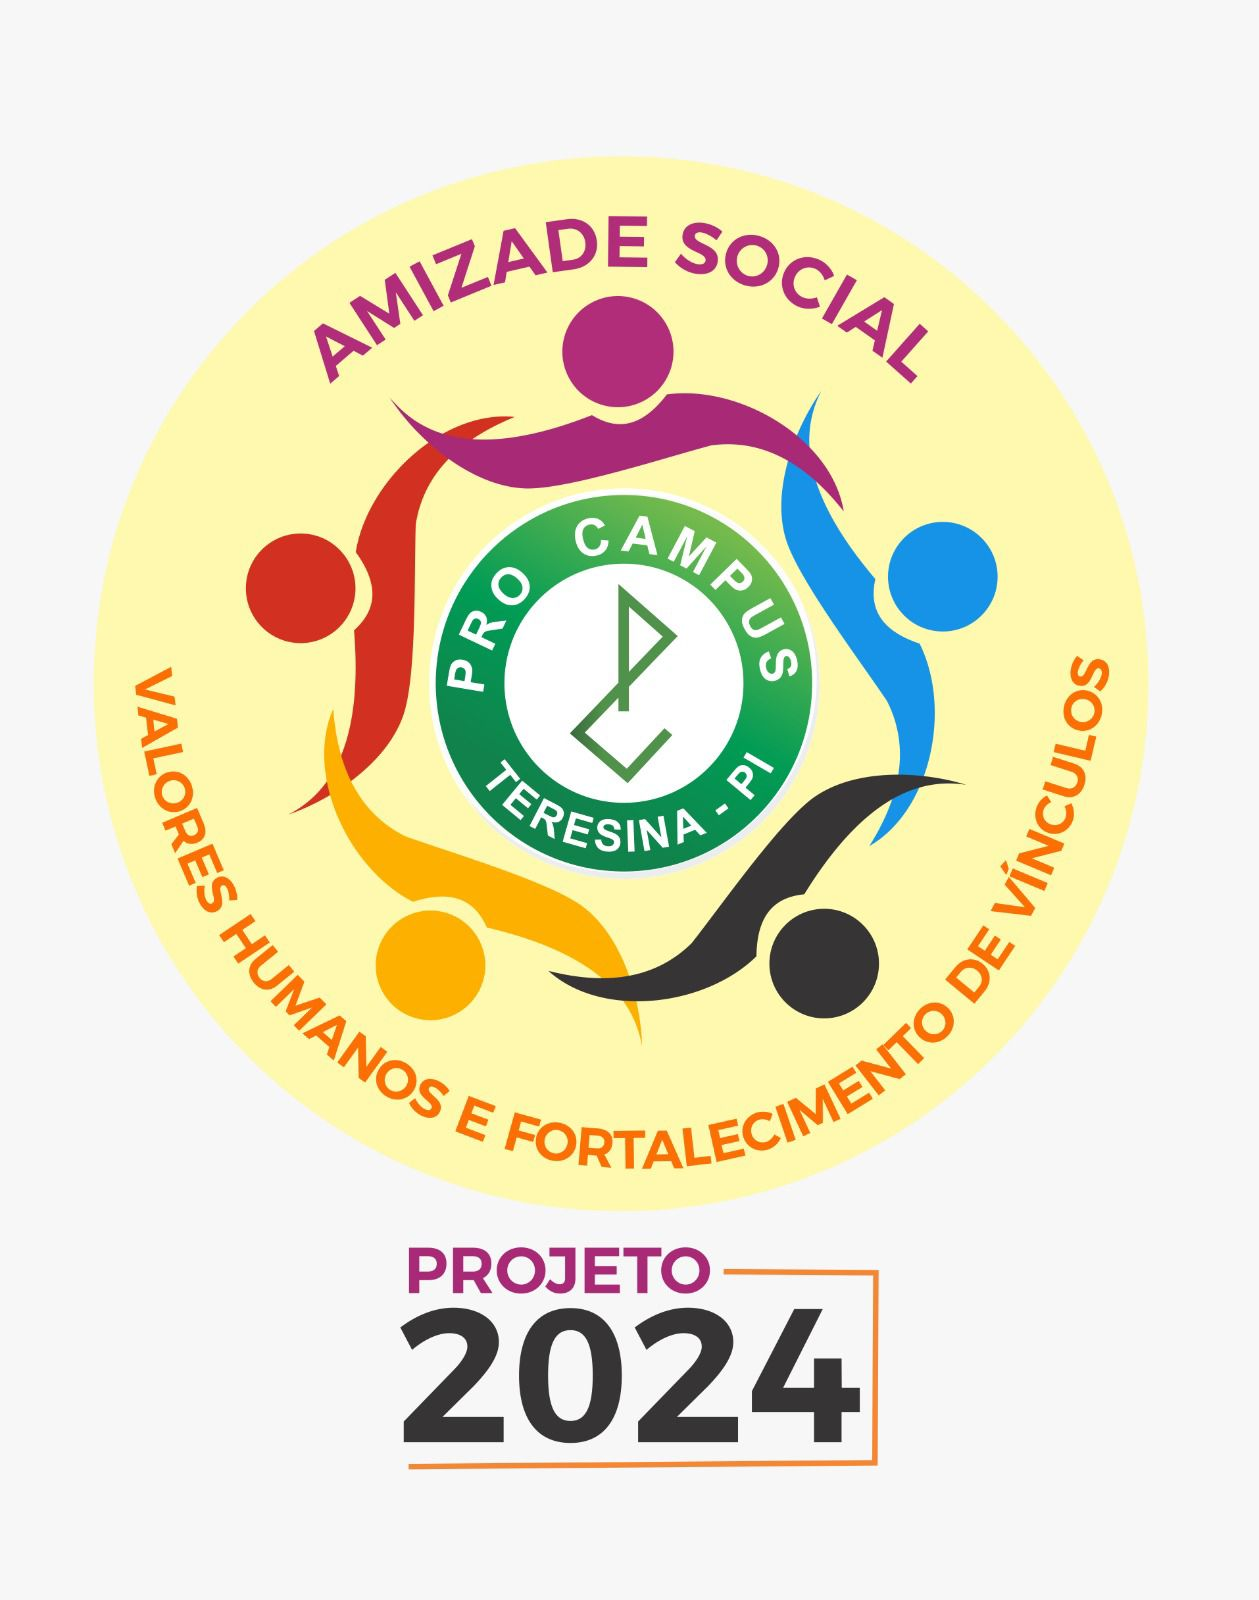 AMIZADE SOCIAL
PRO CAMPUS
TERESINA - PI
VALORES HUMANOS E FORTALECIMENTO DE VÍNCULOS
PROJETO
2024